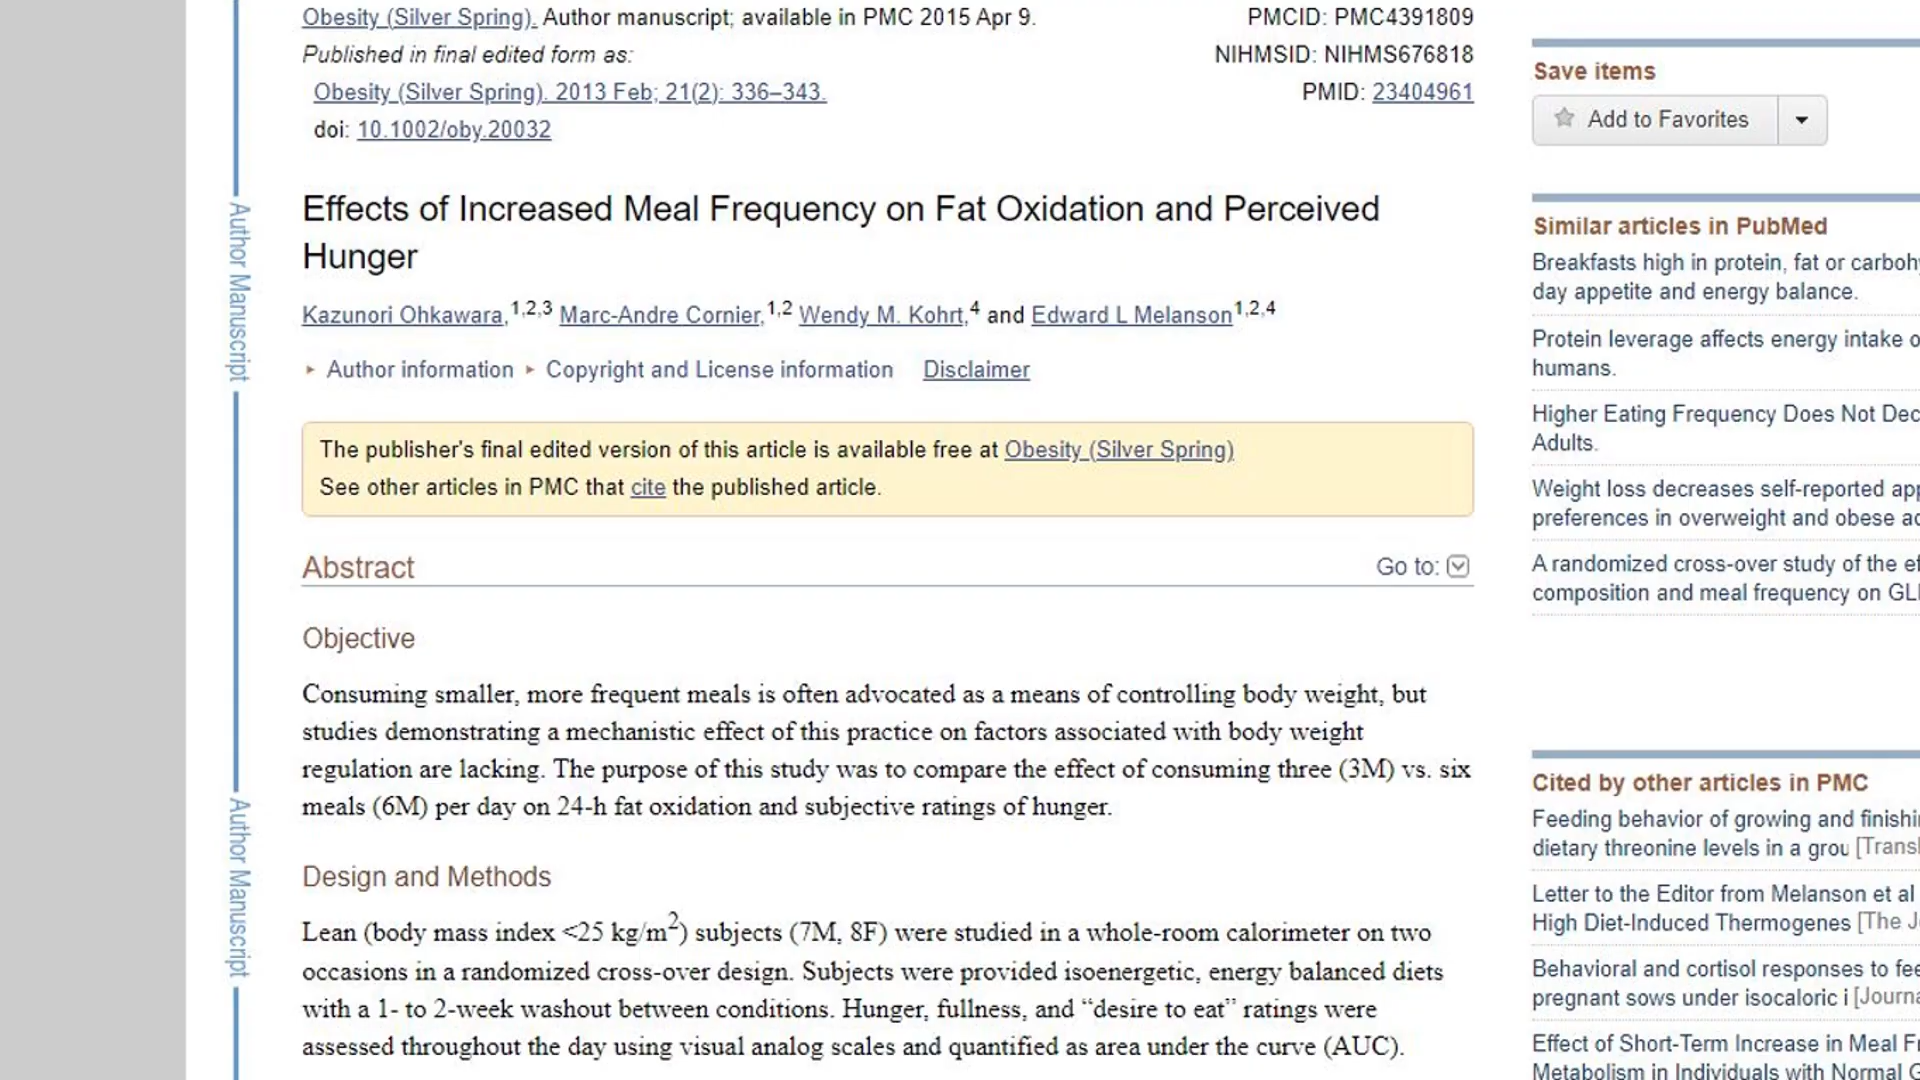 Obesity (Silver Spring). Author manuscript; available in PMC 2015 Apr 9.
Published in final edited form as:
Obesity (Silver Spring). 2013 Feb; 21(2): 336–343.
doi: 10.1002/oby.20032
PMCID: PMC4391809
NIHMSID: NIHMS676818
PMID: 23404961
Author Manuscript
Author Manuscript
Effects of Increased Meal Frequency on Fat Oxidation and Perceived
Hunger
Kazunori Ohkawara,1,2,3 Marc-Andre Cornier,1,2 Wendy M. Kohrt,4 and Edward L Melanson1,2,4
Author information Copyright and License information Disclaimer
The publisher's final edited version of this article is available free at Obesity (Silver Spring)
See other articles in PMC that cite the published article.
Abstract
Go to:
Objective
Consuming smaller, more frequent meals is often advocated as a means of controlling body weight, but
studies demonstrating a mechanistic effect of this practice on factors associated with body weight
regulation are lacking. The purpose of this study was to compare the effect of consuming three (3M) vs. six
meals (6M) per day on 24-h fat oxidation and subjective ratings of hunger.
Design and Methods
Lean (body mass index <25 kg/m2) subjects (7M, 8F) were studied in a whole-room calorimeter on two
occasions in a randomized cross-over design. Subjects were provided isoenergetic, energy balanced diets
with a 1- to 2-week washout between conditions. Hunger, fullness, and “desire to eat” ratings were
assessed throughout the day using visual analog scales and quantified as area under the curve (AUC).
Save items
Add to Favorites
Similar articles in PubMed
Breakfasts high in protein, fat or carboh
day appetite and energy balance.
Protein leverage affects energy intake o
humans.
Higher Eating Frequency Does Not Dec
Adults.
Weight loss decreases self-reported app
preferences in overweight and obese
A randomized cross-over study of the
composition and meal frequency on
Cited by other articles in PMC
Feeding behavior of growing and finishi
dietary threonine levels in a grou [Trans
Letter to the Editor from Melanson et al
High Diet-Induced Thermogenes [The J
Behavioral and cortisol responses to fee
pregnant sows under isocaloric i [Journa
Effect of Short-Term Increase in Meal Fr
Metabolism in Individuals with Normal